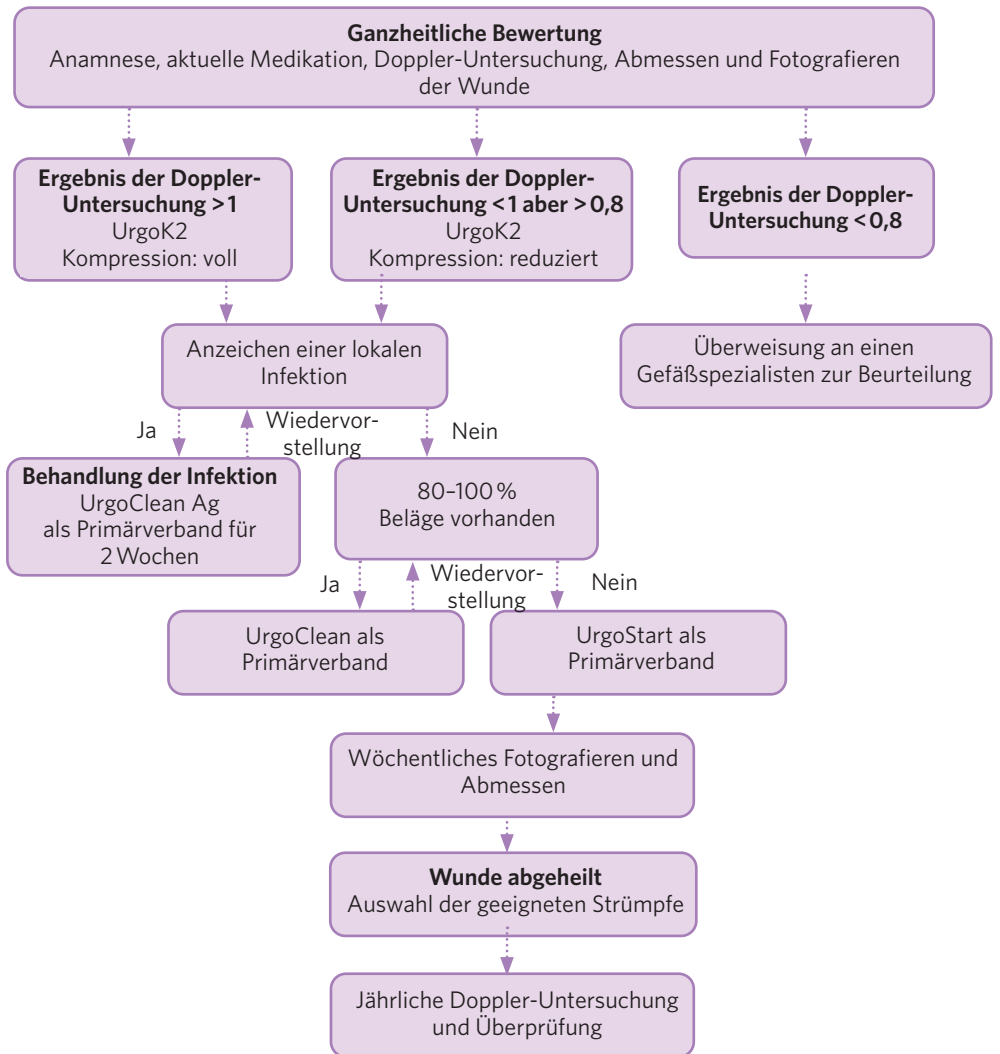 Ganzheitliche Bewertung
Anamnese, aktuelle Medikation, Doppler-Untersuchung, Abmessen und Fotografieren
der Wunde
Ergebnis der Doppler-
Untersuchung >1
UrgoK2
Kompression: voll
Ergebnis der Doppler-
Untersuchung <1 aber >0,8
UrgoK2
Kompression: reduziert
Ergebnis der Doppler-
Untersuchung <0,8
Anzeichen einer lokalen
Infektion
Überweisung an einen
Gefäßspezialisten zur Beurteilung
Ja
Wiedervor-
stellung
Nein
Behandlung der Infektion
UrgoClean Ag
als Primärverband für
2 Wochen
80–100 %
Beläge vorhanden
Ja
Wiedervor-
stellung
Nein
UrgoClean als
Primärverband
UrgoStart als
Primärverband
Wöchentliches Fotografieren und
Abmessen
Wunde abgeheilt
Auswahl der geeigneten Strümpfe
Jährliche Doppler-Untersuchung
und Überprüfung